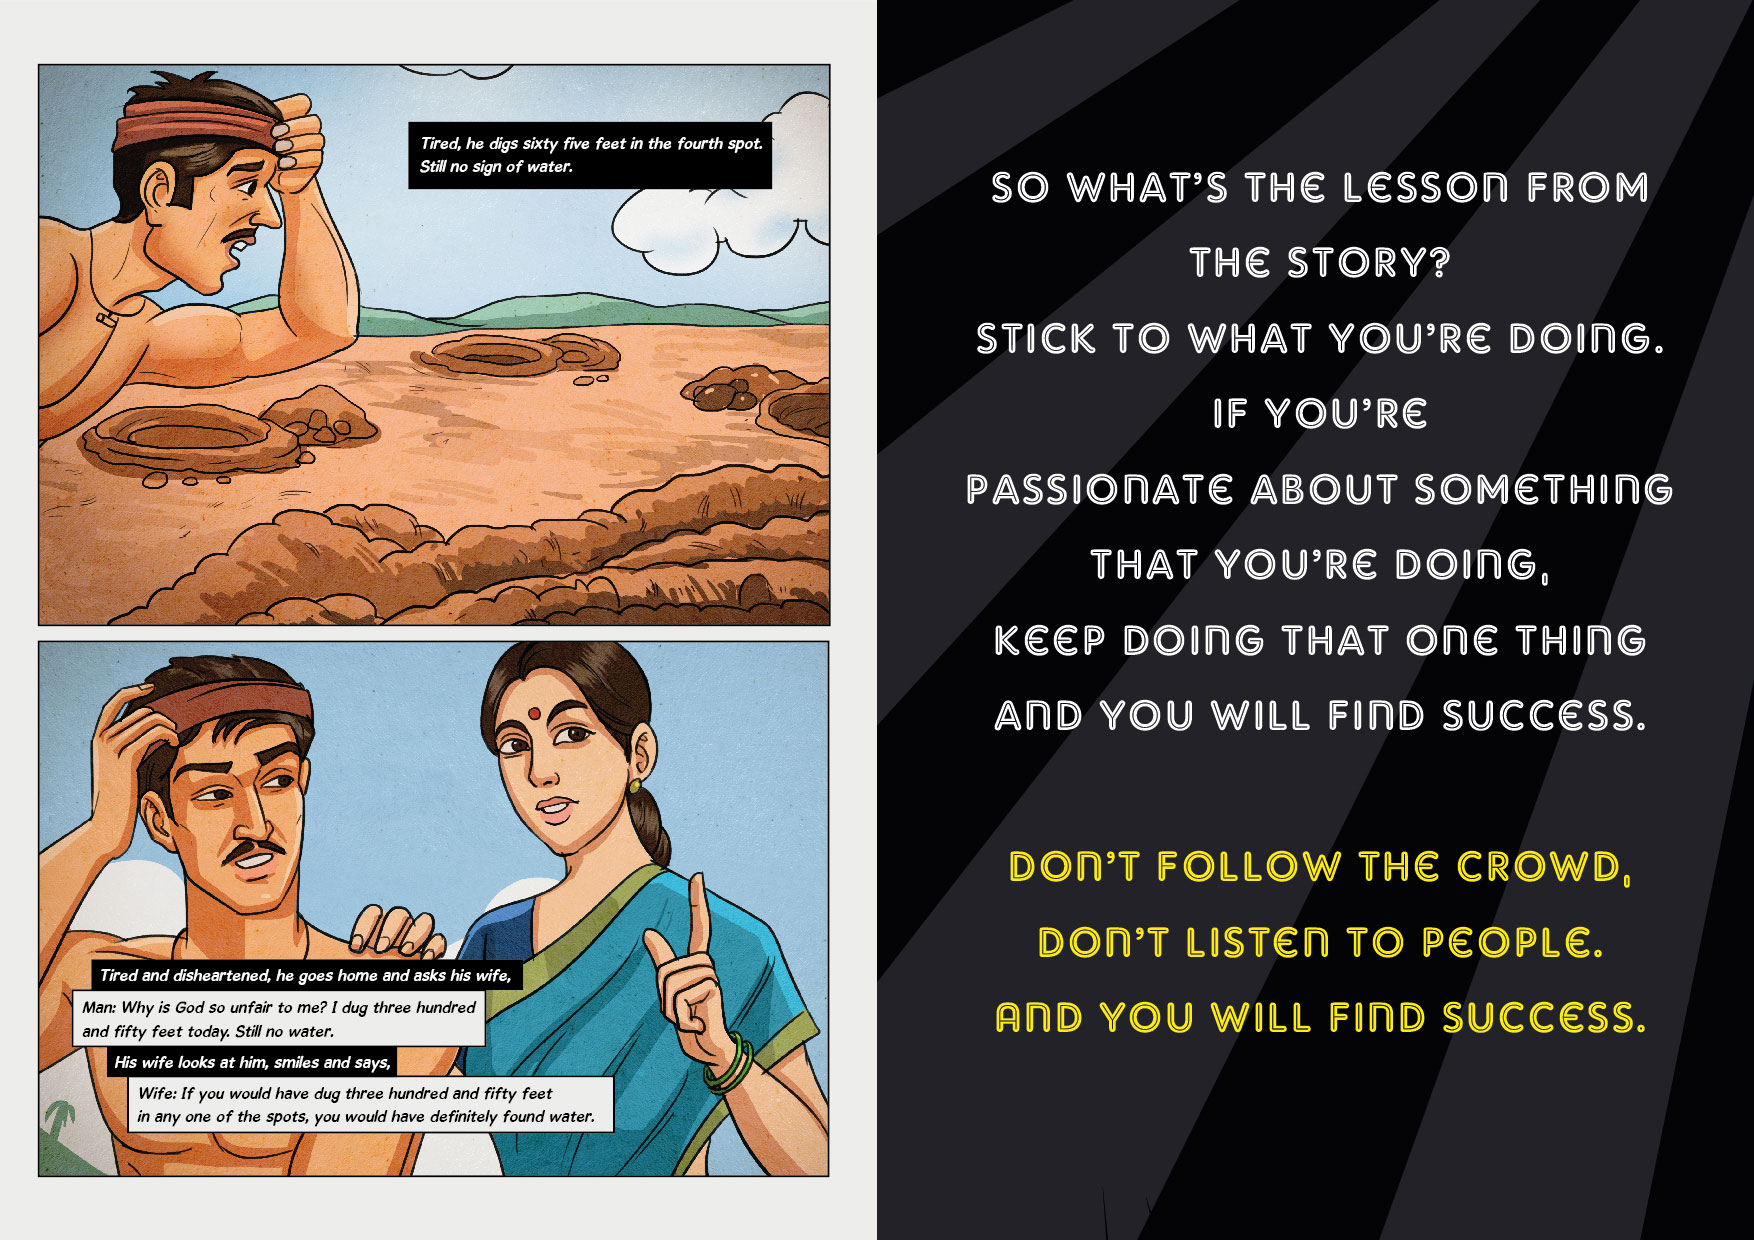 Tired, he digs sixty five feet in the fourth spot.
Still no sign of water.
Tired and disheartened, he goes home and asks his wife,
Man: Why is God so unfair to me? I dug three hundred
and fifty feet today. Still no water.
His wife looks at him, smiles and says,
Wife: If you would have dug three hundred and fifty feet
in any one of the spots, you would have definitely found water.
SO WHAT'S THE LESSON FROM
THE STORY?
STICK TO WHAT YOU'RE DOING.
IF YOU'RE
PASSIONATE ABOUT SOMETHING
THAT YOU'RE DOING,
KEEP DOING THAT ONE THING
AND YOU WILL FIND SUCCESS.
DON'T FOLLOW THE CROWD,
DON'T LISTEN TO PEOPLE.
AND YOU WILL FIND SUCCESS.